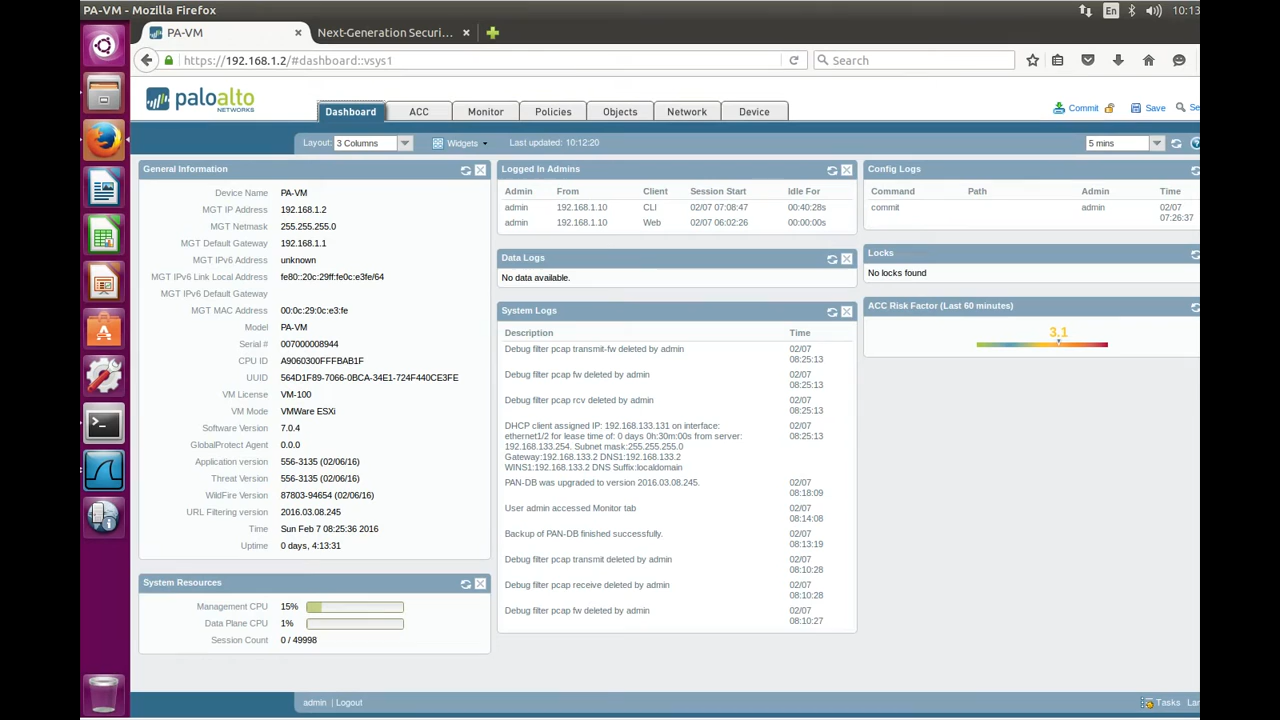 PA-VM - Mozilla Firefox
En
10:13
PA-VM
Next-Generation Securi...
https://192.168.1.2/#dashboard::vsys1
Search
paloalto
NETWORKS
Dashboard
ACC
Monitor
Policies
Objects
Network
Device
Commit
Save
Se
Layout: 3 Columns
Widgets
Last updated: 10:12:20
5 mins
General Information
Device Name PA-VM
MGT IP Address 192.168.1.2
MGT Netmask 255.255.255.0
MGT Default Gateway 192.168.1.1
MGT IPv6 Address unknown
MGT IPv6 Link Local Address fe80::20c:29ff:fe0c:e3fe/64
MGT IPv6 Default Gateway
MGT MAC Address 00:0c:29:0c:e3:fe
Model PA-VM
Serial # 007000008944
CPU ID A9060300FFFBAB1F
UUID 564D1F89-7066-0BCA-34E1-724F440CE3FE
VM License VM-100
VM Mode VMWare ESXi
Software Version 7.0.4
GlobalProtect Agent 0.0.0
Application version 556-3135 (02/06/16)
Threat Version 556-3135 (02/06/16)
WildFire Version 87803-94654 (02/06/16)
URL Filtering version 2016.03.08.245
Time Sun Feb 7 08:25:36 2016
Uptime 0 days, 4:13:31
System Resources
Management CPU 15%
Data Plane CPU 1%
Session Count 0 / 49998
Logged In Admins
Admin From Client Session Start Idle For
admin 192.168.1.10 CLI 02/07 07:08:47 00:40:28s
admin 192.168.1.10 Web 02/07 06:02:26 00:00:00s
Data Logs
No data available.
System Logs
Description Time
Debug filter pcap transmit-fw deleted by admin 02/07
08:25:13
Debug filter pcap fw deleted by admin 02/07
08:25:13
Debug filter pcap rcv deleted by admin 02/07
08:25:13
DHCP client assigned IP: 192.168.133.131 on interface: 02/07
ethernet1/2 for lease time of: 0 days 0h:30m:00s from server: 08:25:13
192.168.133.254. Subnet mask:255.255.255.0
Gateway:192.168.133.2 DNS1:192.168.133.2
WINS1:192.168.133.2 DNS Suffix:localdomain
PAN-DB was upgraded to version 2016.03.08.245. 02/07
08:18:09
User admin accessed Monitor tab 02/07
08:14:08
Backup of PAN-DB finished successfully. 02/07
08:13:19
Debug filter pcap transmit deleted by admin 02/07
08:10:28
Debug filter pcap receive deleted by admin 02/07
08:10:28
Debug filter pcap fw deleted by admin 02/07
08:10:27
Config Logs
Command Path Admin Time
commit admin 02/07
07:26:37
Locks
No locks found
ACC Risk Factor (Last 60 minutes)
3.1
admin | Logout
Tasks
Lan